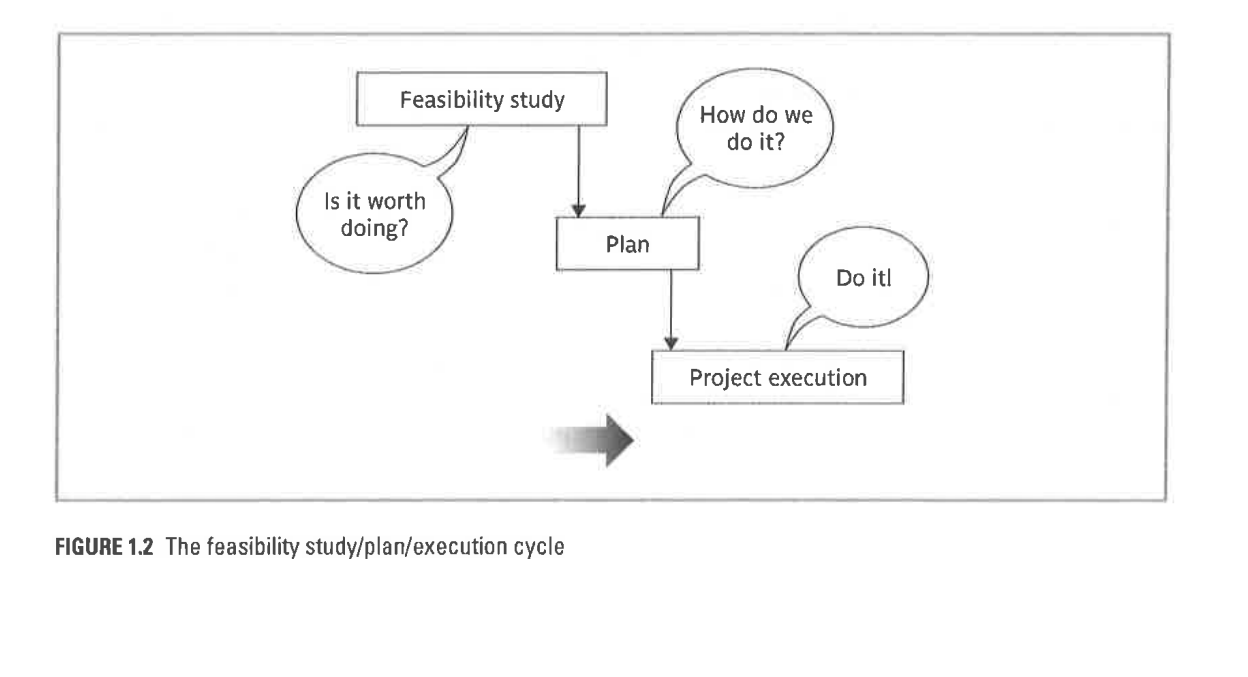 Feasibility study
How do we
do it?
Is it worth
doing?
Plan
Do it!
Project execution
FIGURE 1.2 The feasibility study/plan/execution cycle